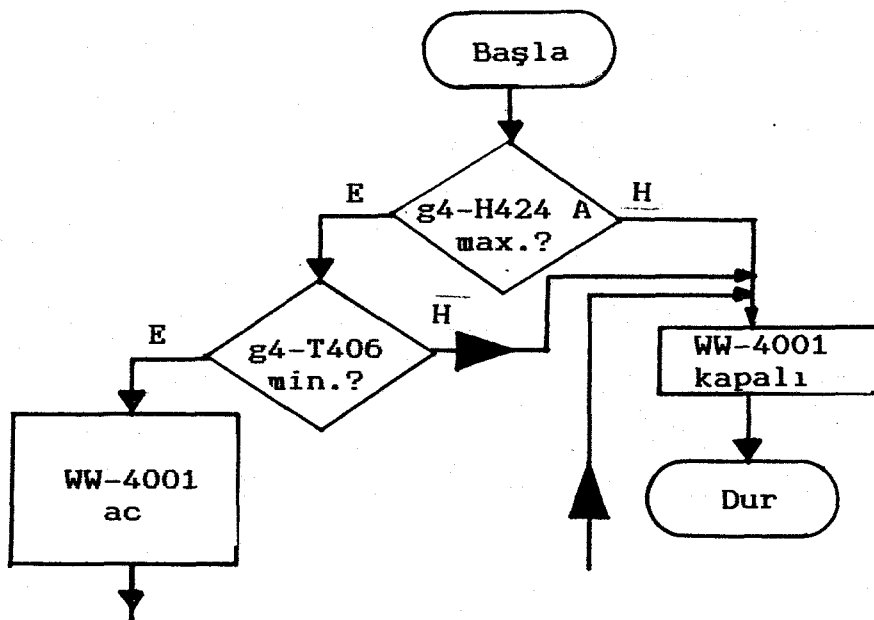 Başla
E
g4-H424 A
max.?
H
E
g4-T406
min.?
H
WW-4001
kapalı
WW-4001
ac
Dur